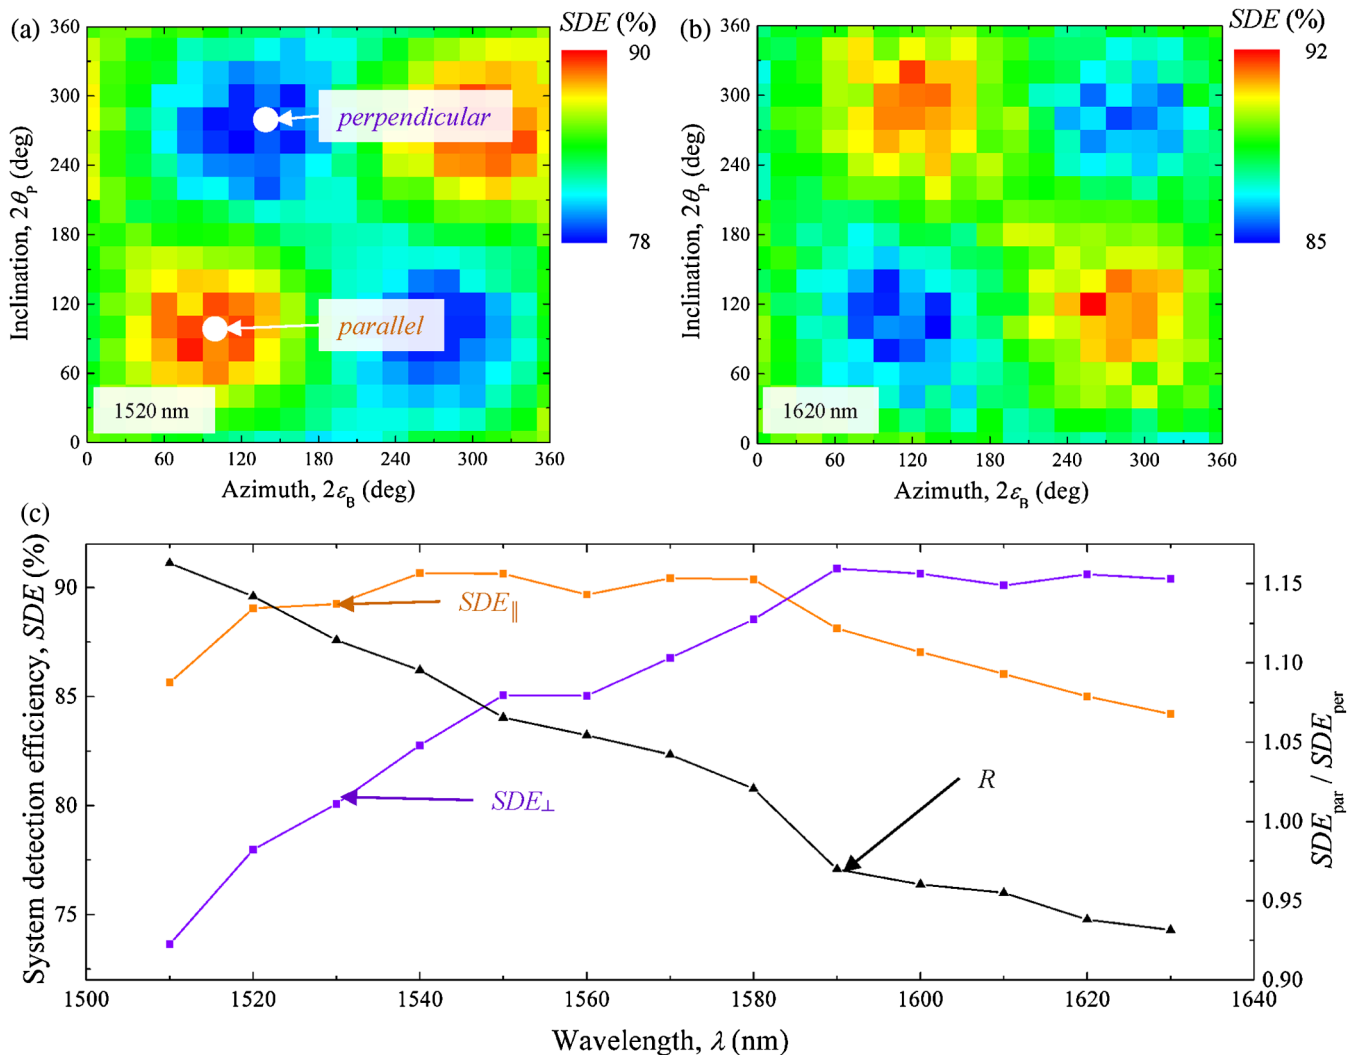 (a)
SDE (%)
90
78
360
300
240
180
120
60
0
Inclination, 2θP (deg)
perpendicular
parallel
1520 nm
0 60 120 180 240 300 360
Azimuth, 2εB (deg)
(b)
SDE (%)
92
85
360
300
240
180
120
60
0
Inclination, 2θP (deg)
1620 nm
0 60 120 180 240 300 360
Azimuth, 2εB (deg)
(c)
System detection efficiency, SDE (%)
90
85
80
75
SDE∥
SDE⊥
R
1.15
1.10
1.05
1.00
0.95
0.90
SDEpar / SDEper
1500 1520 1540 1560 1580 1600 1620 1640
Wavelength, λ (nm)